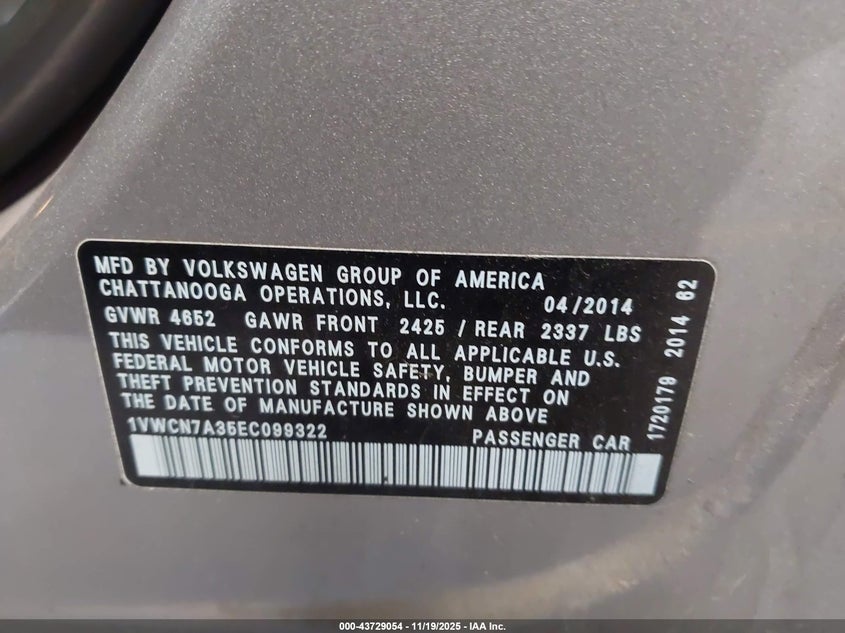 MFD BY VOLKSWAGEN GROUP OF AMERICA
CHATTANOOGA OPERATIONS, LLC. 04/2014
GVWR 4652 GAWR FRONT 2425 / REAR 2337 LBS
THIS VEHICLE CONFORMS TO ALL APPLICABLE U.S.
FEDERAL MOTOR VEHICLE SAFETY, BUMPER AND
THEFT PREVENTION STANDARDS IN EFFECT ON
THE DATE OF MANUFACTURE SHOWN ABOVE
1VWCN7A35EC099322 PASSENGER CAR
1720179 2014 62
000-43729054 - 11/19/2025 - IAA Inc.